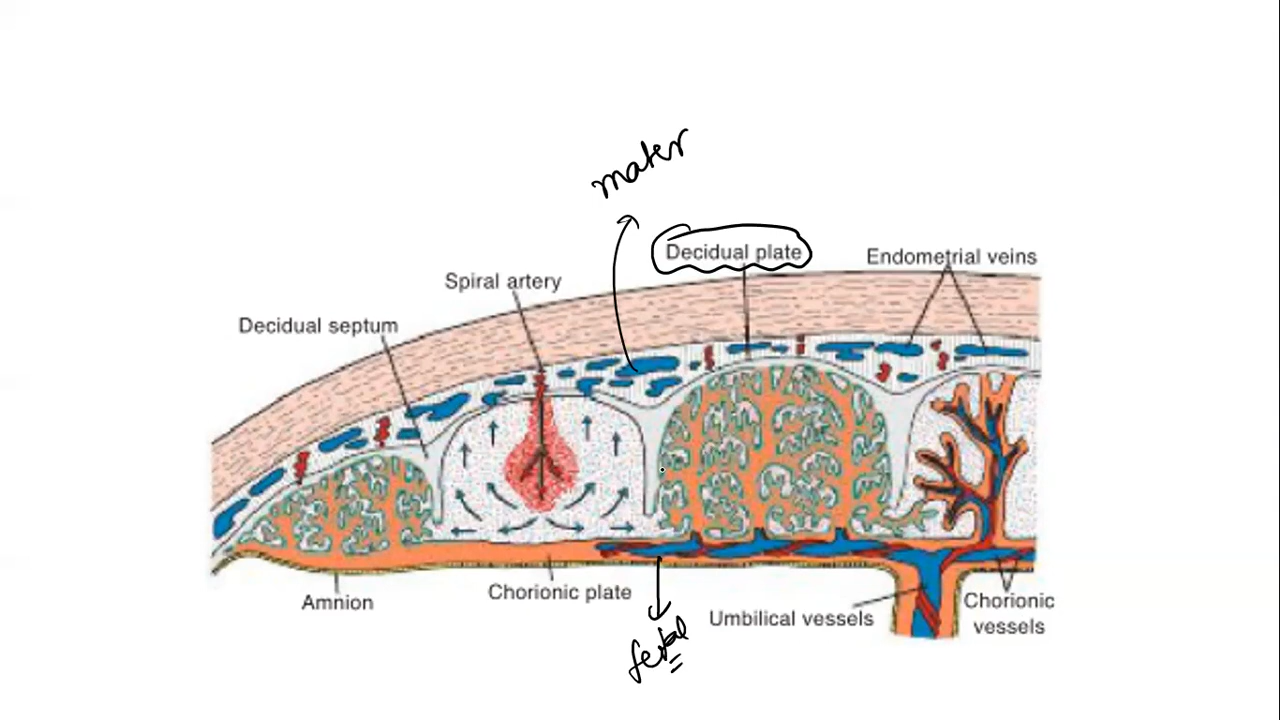 mater
Decidual plate
Endometrial veins
Spiral artery
Decidual septum
Amnion
Chorionic plate
Umbilical vessels
Chorionic
vessels
fetal